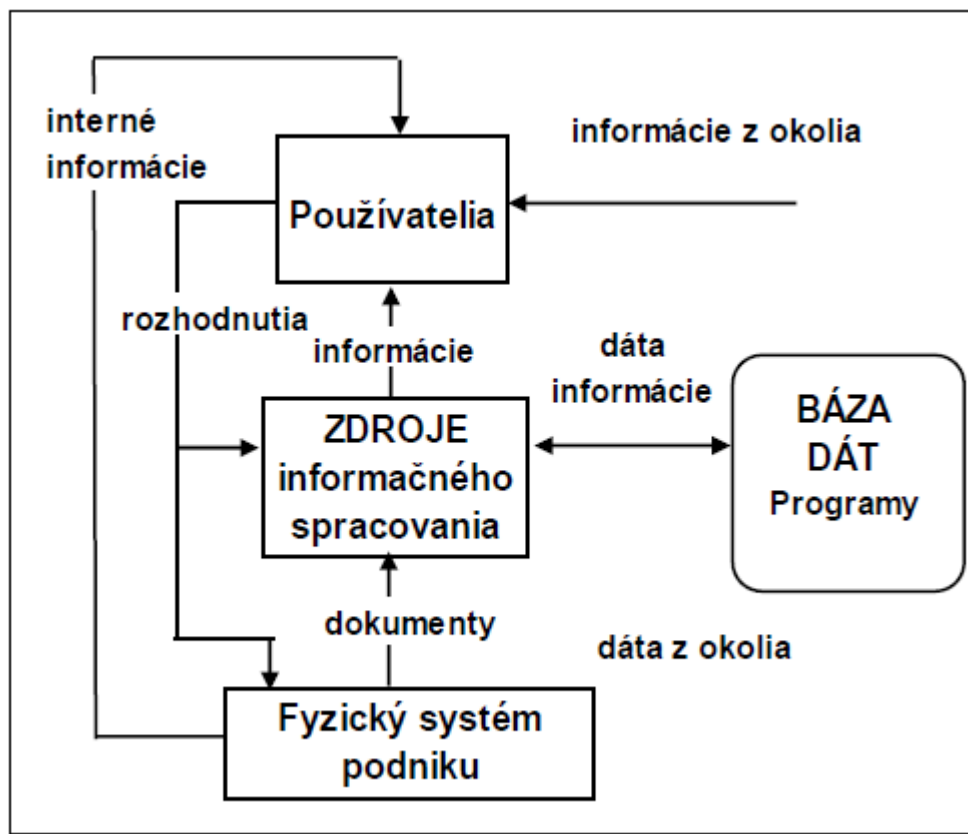 interné
informácie
informácie z okolia
Používatelia
rozhodnutia
informácie
dáta
informácie
ZDROJE
informačného
spracovania
BÁZA
DÁT
Programy
dokumenty
dáta z okolia
Fyzický systém
podniku